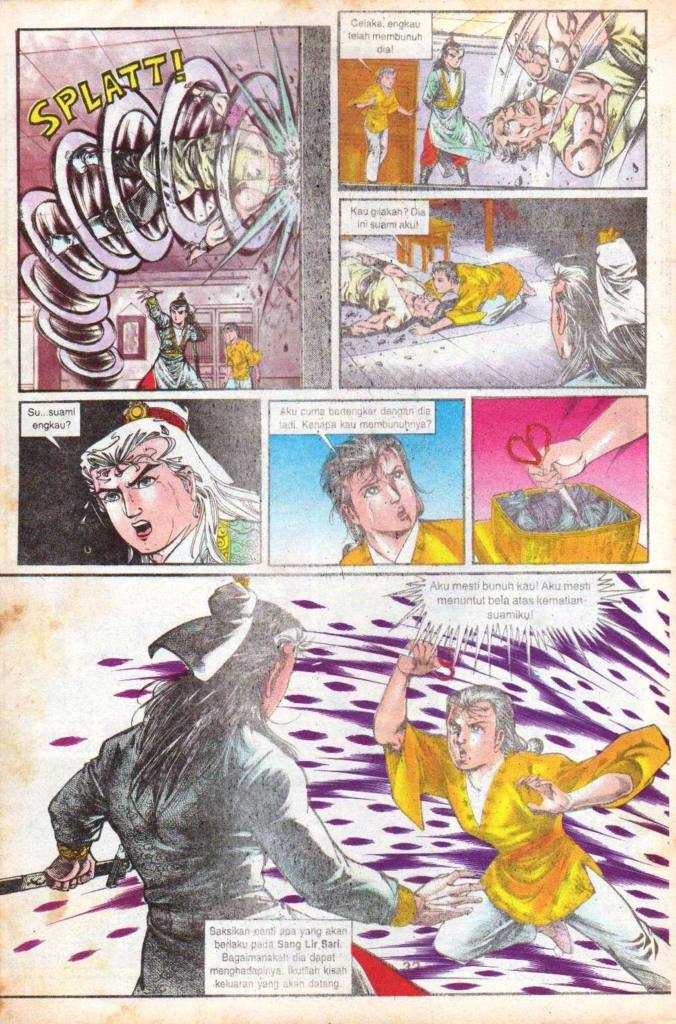 SPLATT!
Celaka, engkau
telah membunuh
dia!
Kau gilakah? Dia
ini suami aku!
Su...suami
engkau?
Aku cuma bertengkar dengan dia
tadi. Kenapa kau membunuhnya?
Aku mesti bunuh kau! Aku mesti
menuntut bela atas kematian
suamiku!
Saksikan nanti apa yang akan
berlaku pada Sang Lir Sari.
Bagaimanakah dia dapat
menghadapinya. Ikutilah kisah
keluaran yang akan datang.
32